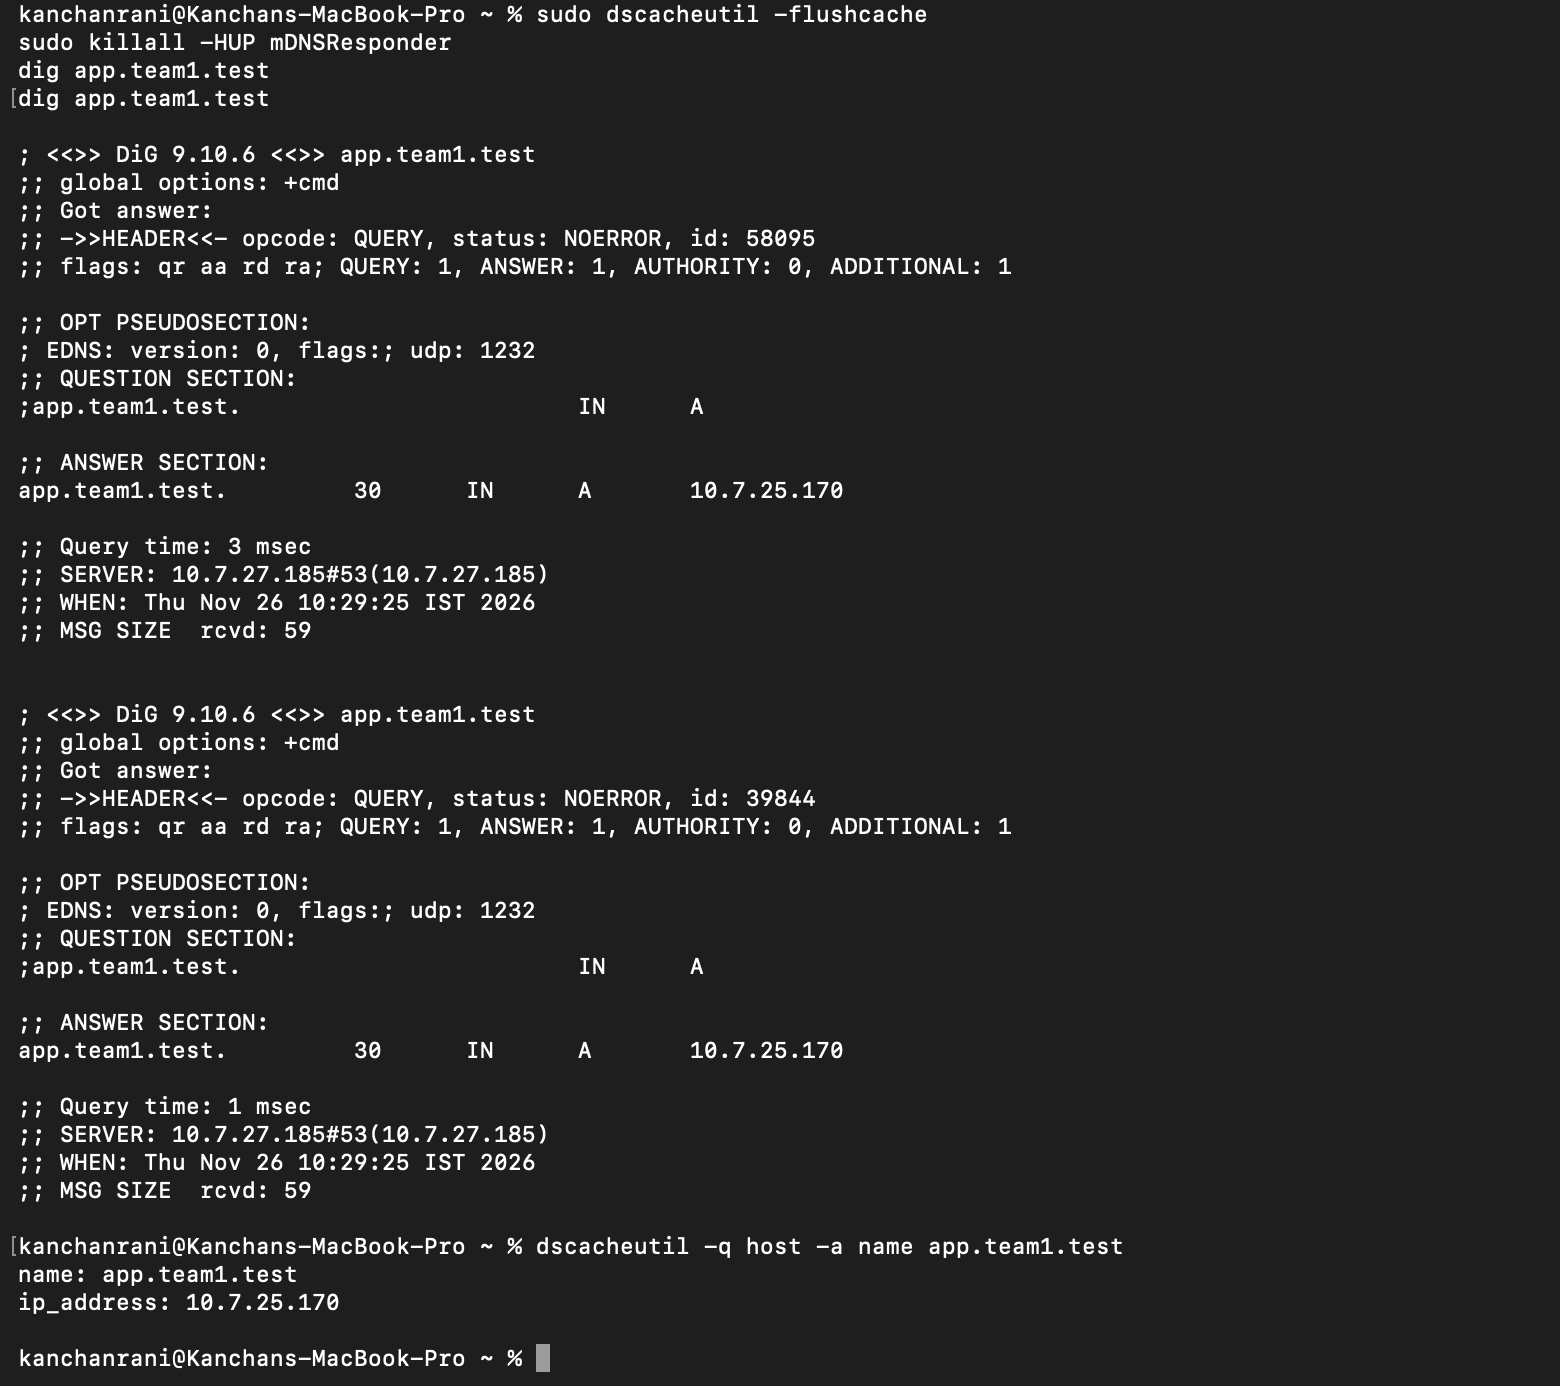 kanchanrani@Kanchans-MacBook-Pro ~ % sudo dscacheutil -flushcache
sudo killall -HUP mDNSResponder
dig app.team1.test
[dig app.team1.test

; <<>> DiG 9.10.6 <<>> app.team1.test
;; global options: +cmd
;; Got answer:
;; ->>HEADER<<- opcode: QUERY, status: NOERROR, id: 58095
;; flags: qr aa rd ra; QUERY: 1, ANSWER: 1, AUTHORITY: 0, ADDITIONAL: 1

;; OPT PSEUDOSECTION:
; EDNS: version: 0, flags:; udp: 1232
;; QUESTION SECTION:
;app.team1.test.			IN	A

;; ANSWER SECTION:
app.team1.test.		30	IN	A	10.7.25.170

;; Query time: 3 msec
;; SERVER: 10.7.27.185#53(10.7.27.185)
;; WHEN: Thu Nov 26 10:29:25 IST 2026
;; MSG SIZE  rcvd: 59


; <<>> DiG 9.10.6 <<>> app.team1.test
;; global options: +cmd
;; Got answer:
;; ->>HEADER<<- opcode: QUERY, status: NOERROR, id: 39844
;; flags: qr aa rd ra; QUERY: 1, ANSWER: 1, AUTHORITY: 0, ADDITIONAL: 1

;; OPT PSEUDOSECTION:
; EDNS: version: 0, flags:; udp: 1232
;; QUESTION SECTION:
;app.team1.test.			IN	A

;; ANSWER SECTION:
app.team1.test.		30	IN	A	10.7.25.170

;; Query time: 1 msec
;; SERVER: 10.7.27.185#53(10.7.27.185)
;; WHEN: Thu Nov 26 10:29:25 IST 2026
;; MSG SIZE  rcvd: 59

[kanchanrani@Kanchans-MacBook-Pro ~ % dscacheutil -q host -a name app.team1.test
name: app.team1.test
ip_address: 10.7.25.170

kanchanrani@Kanchans-MacBook-Pro ~ %